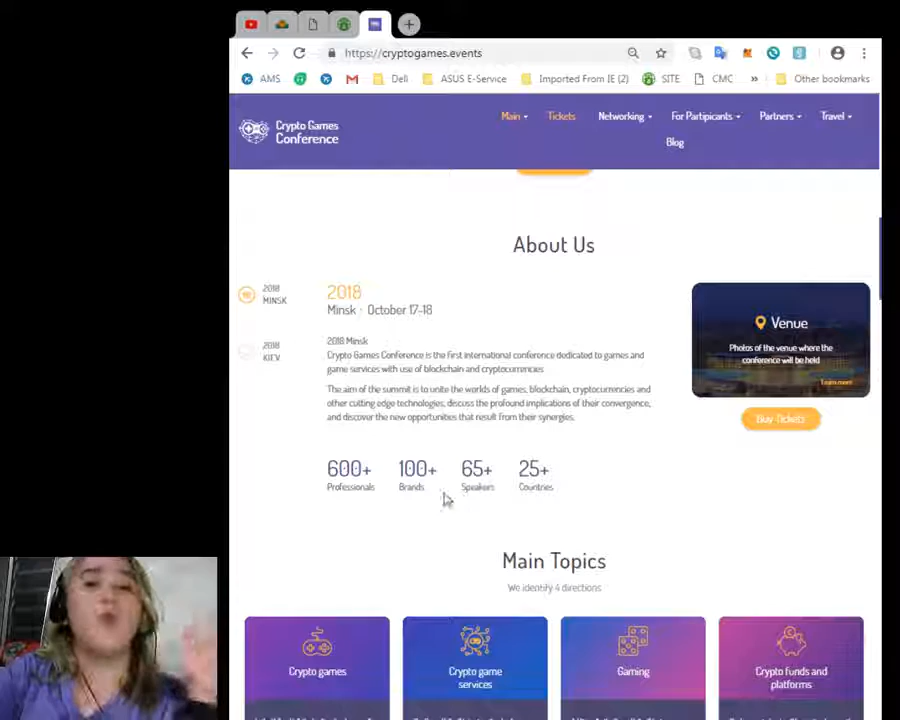 https://cryptogames.events
AMS
Dell
ASUS E-Service
Imported From IE (2)
SITE
CMC
»
Other bookmarks
Crypto Games
Conference
Main
Tickets
Networking
For Partipicants
Partners
Travel
Blog
About Us
2018
MINSK
2018
KIEV
2018
Minsk · October 17-18
2018 Minsk
Crypto Games Conference is the first international conference dedicated to games and
game services with use of blockchain and cryptocurrencies
The aim of the summit is to unite the worlds of games, blockchain, cryptocurrencies and
other cutting edge technologies, discuss the profound implications of their convergence,
and discover the new opportunities that result from their synergies.
600+
Professionals
100+
Brands
65+
Speakers
25+
Countries
Venue
Photos of the venue where the
conference will be held
Learn more
Buy Tickets
Main Topics
We identify 4 directions
Crypto games
Crypto game
services
Gaming
Crypto funds and
platforms